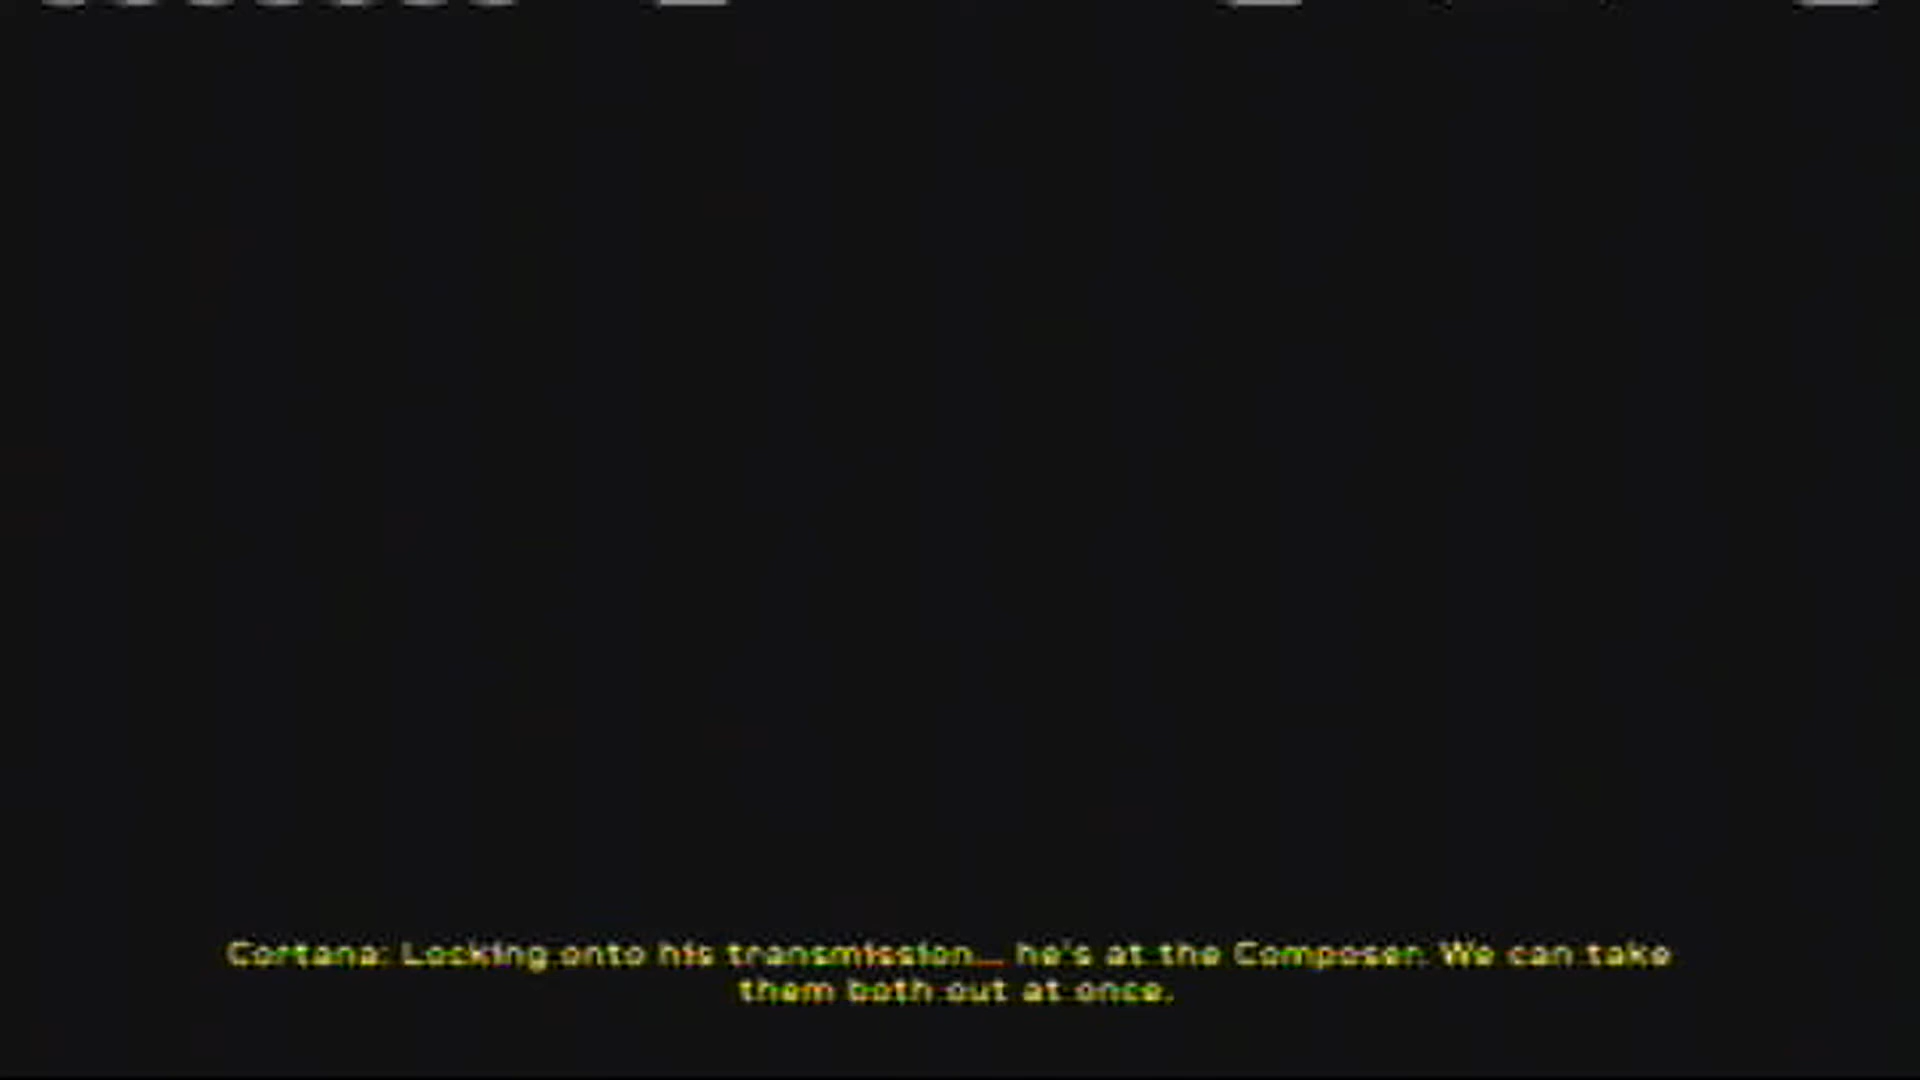 Cortana: Locking onto his transmission... he's at the Composer. We can take
them both out at once.